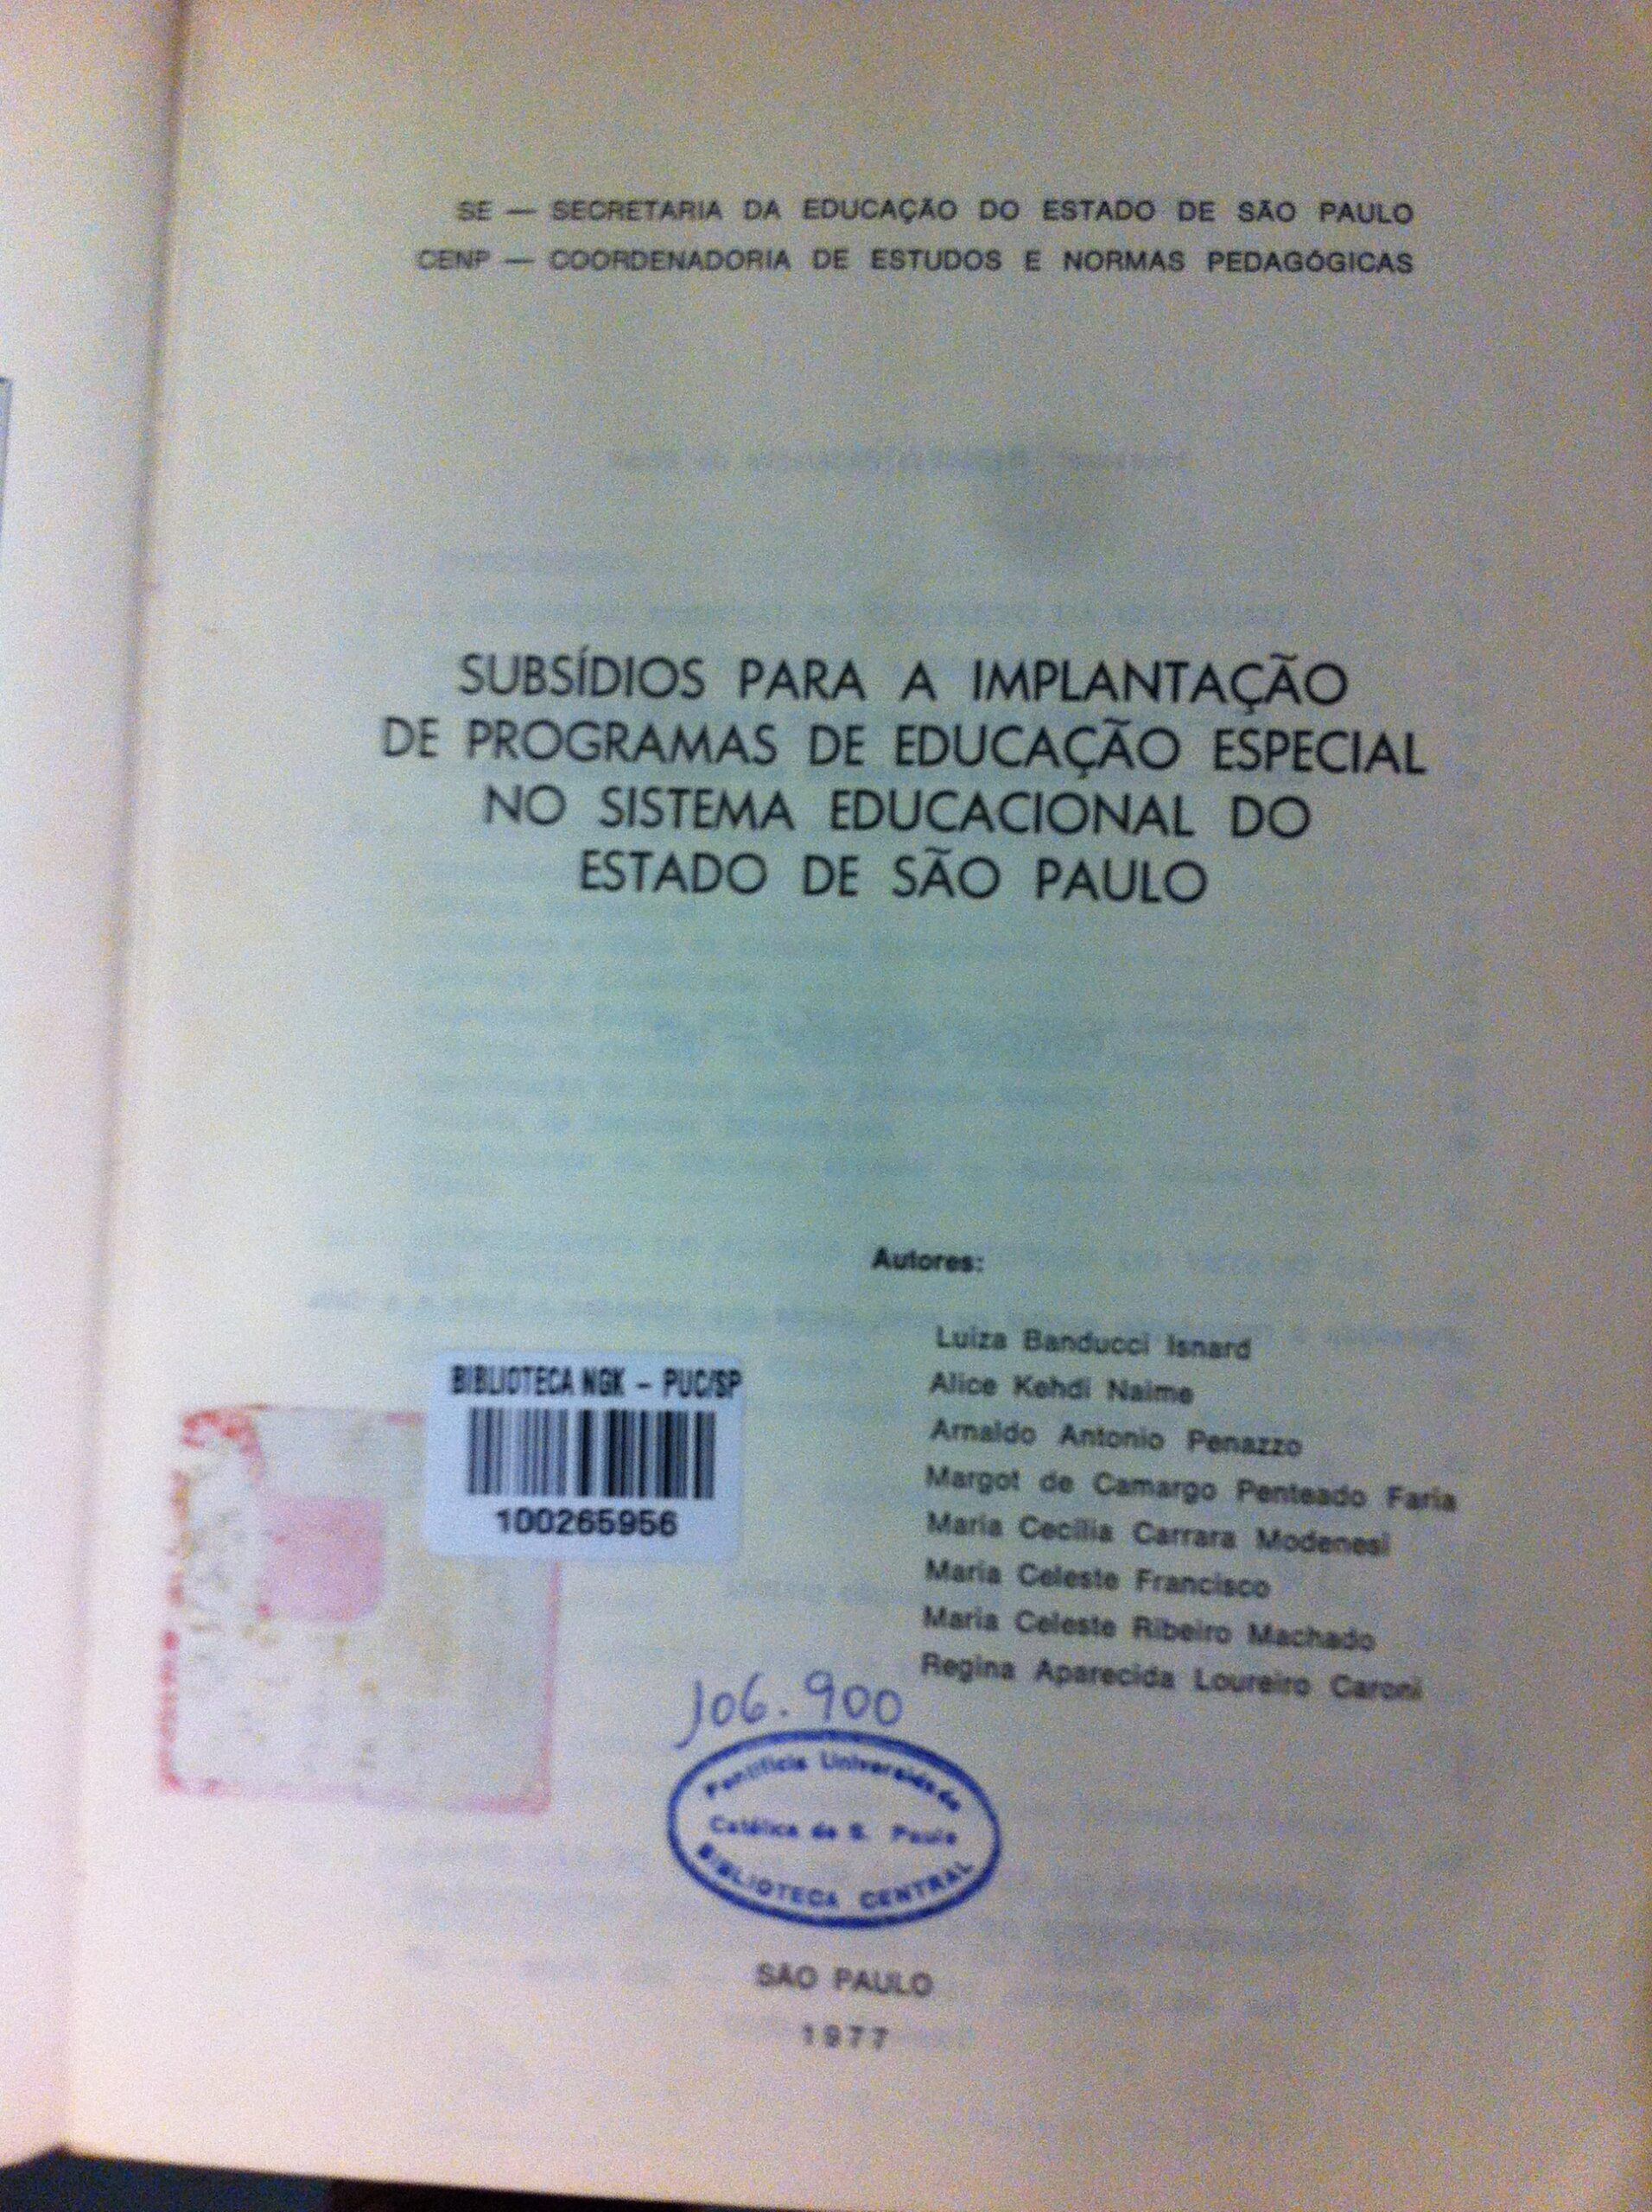 SE — SECRETARIA DA EDUCAÇÃO DO ESTADO DE SÃO PAULO
CENP — COORDENADORIA DE ESTUDOS E NORMAS PEDAGÓGICAS
SUBSÍDIOS PARA A IMPLANTAÇÃO
DE PROGRAMAS DE EDUCAÇÃO ESPECIAL
NO SISTEMA EDUCACIONAL DO
ESTADO DE SÃO PAULO
Autores:
Luiza Banducci Isnard
Alice Kehdi Naime
Arnaldo Antonio Penazzo
Margot de Camargo Penteado Faria
Maria Cecília Carrara Modenesi
Maria Celeste Francisco
Maria Celeste Ribeiro Machado
Regina Aparecida Loureiro Caroni
BIBLIOTECA NGK – PUC/SP
100265956
106.900
Pontifícia Universidade
Católica de S. Paulo
BIBLIOTECA CENTRAL
SÃO PAULO
1977